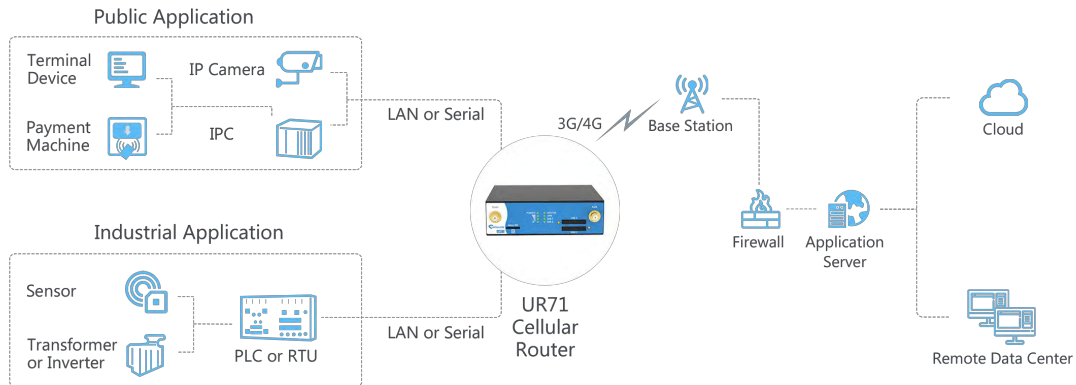 Public Application
Terminal
Device
IP Camera
Payment
Machine
IPC
LAN or Serial
Industrial Application
Sensor
Transformer
or Inverter
PLC or RTU
LAN or Serial
UR71
Cellular
Router
3G/4G
Base Station
Firewall
Application
Server
Cloud
Remote Data Center